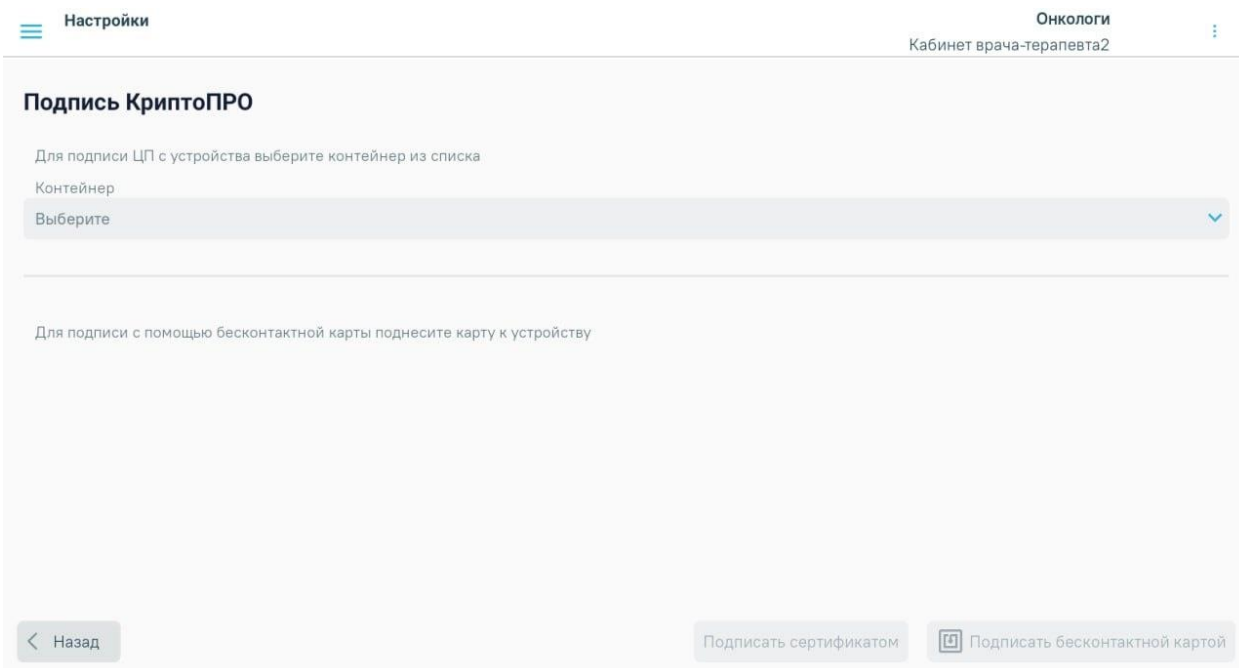 Настройки
Онкологи
Кабинет врача-терапевта2
Подпись КриптоПРО
Для подписи ЦП с устройства выберите контейнер из списка
Контейнер
Выберите
Для подписи с помощью бесконтактной карты поднесите карту к устройству
Назад
Подписать сертификатом
Подписать бесконтактной картой